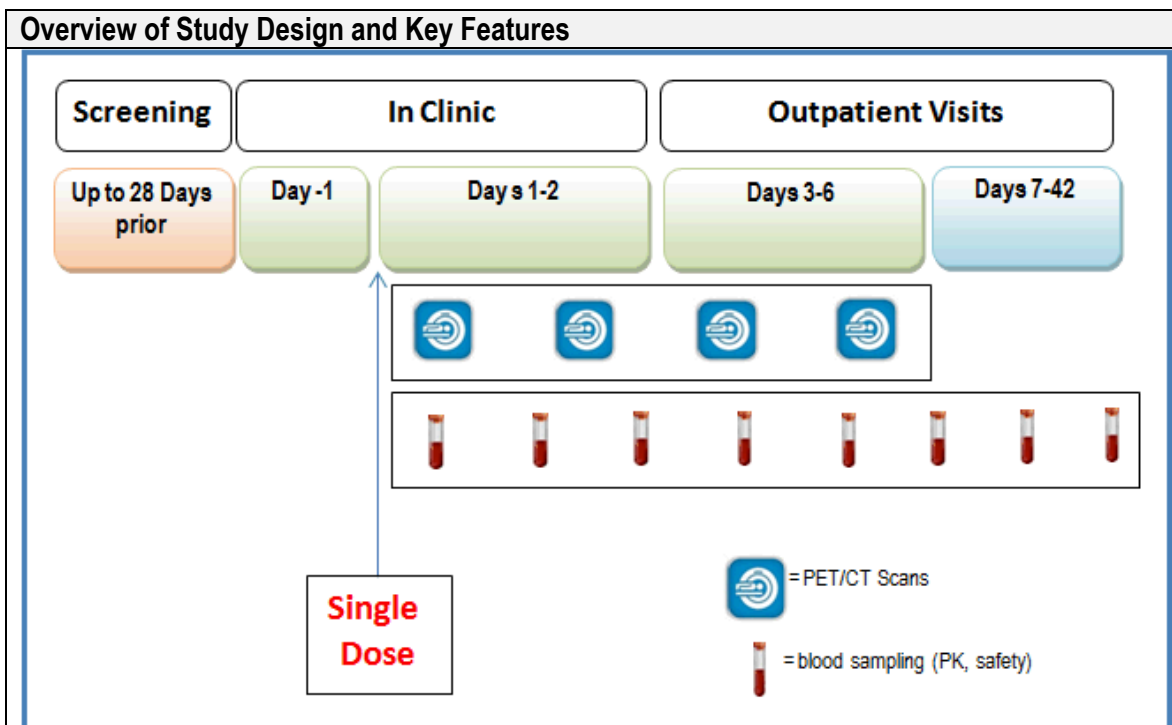 Overview of Study Design and Key Features
Screening
In Clinic
Outpatient Visits
Up to 28 Days
prior
Day -1
Days 1-2
Days 3-6
Days 7-42
Single
Dose
= PET/CT Scans
= blood sampling (PK, safety)